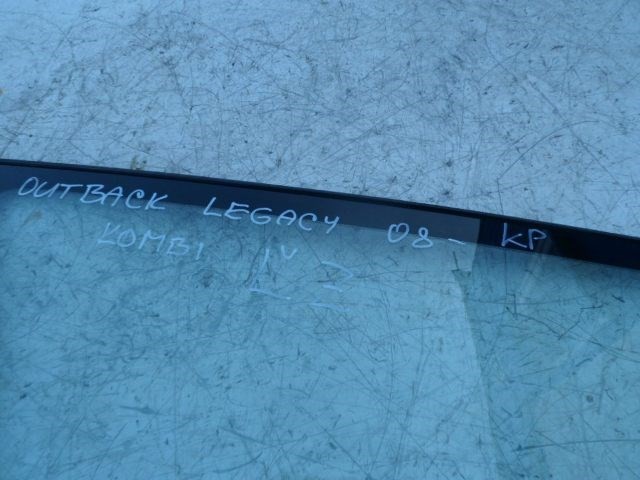 OUTBACK LEGACY 08- KP
KOMBI IV